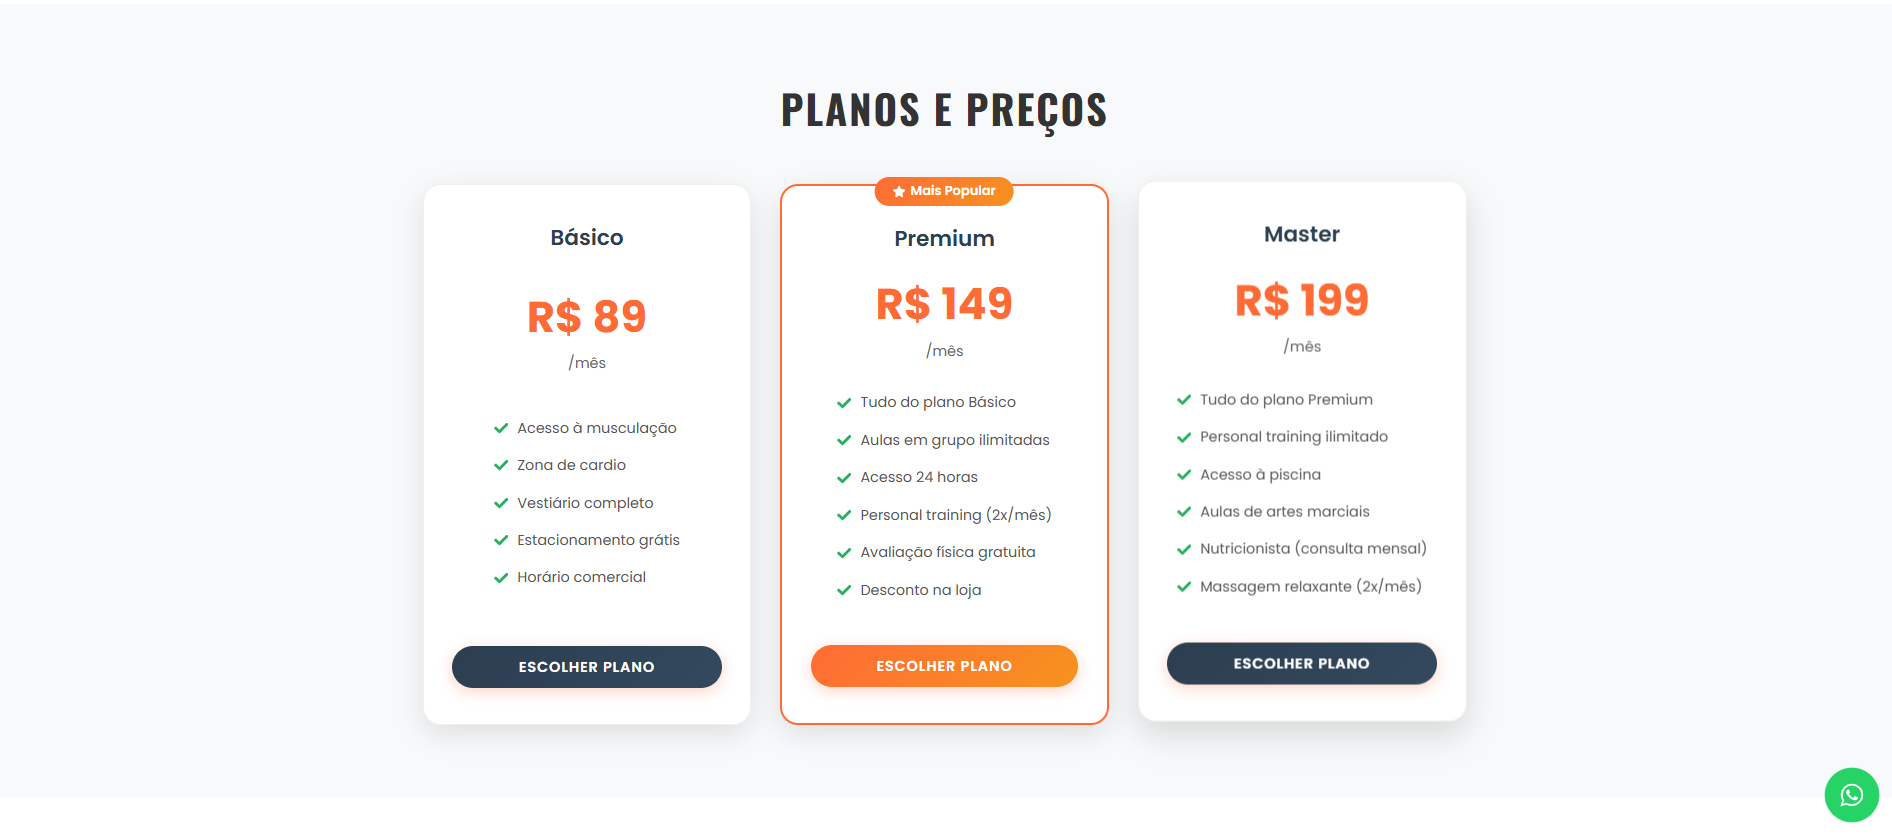 PLANOS E PREÇOS
Básico
R$ 89
/mês
Acesso à musculação
Zona de cardio
Vestiário completo
Estacionamento grátis
Horário comercial
ESCOLHER PLANO
Mais Popular
Premium
R$ 149
/mês
Tudo do plano Básico
Aulas em grupo ilimitadas
Acesso 24 horas
Personal training (2x/mês)
Avaliação física gratuita
Desconto na loja
ESCOLHER PLANO
Master
R$ 199
/mês
Tudo do plano Premium
Personal training ilimitado
Acesso à piscina
Aulas de artes marciais
Nutricionista (consulta mensal)
Massagem relaxante (2x/mês)
ESCOLHER PLANO